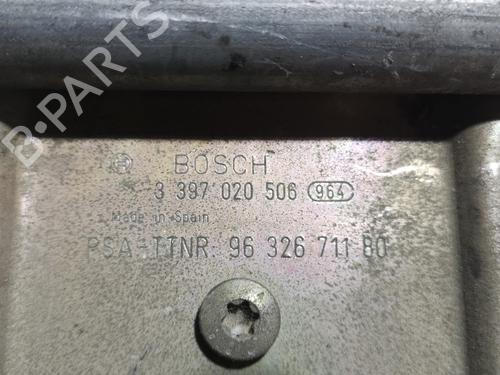 BOSCH
3 397 020 506 964
Made in Spain
PSA-TTNR. 96 326 711 80
B-PARTS